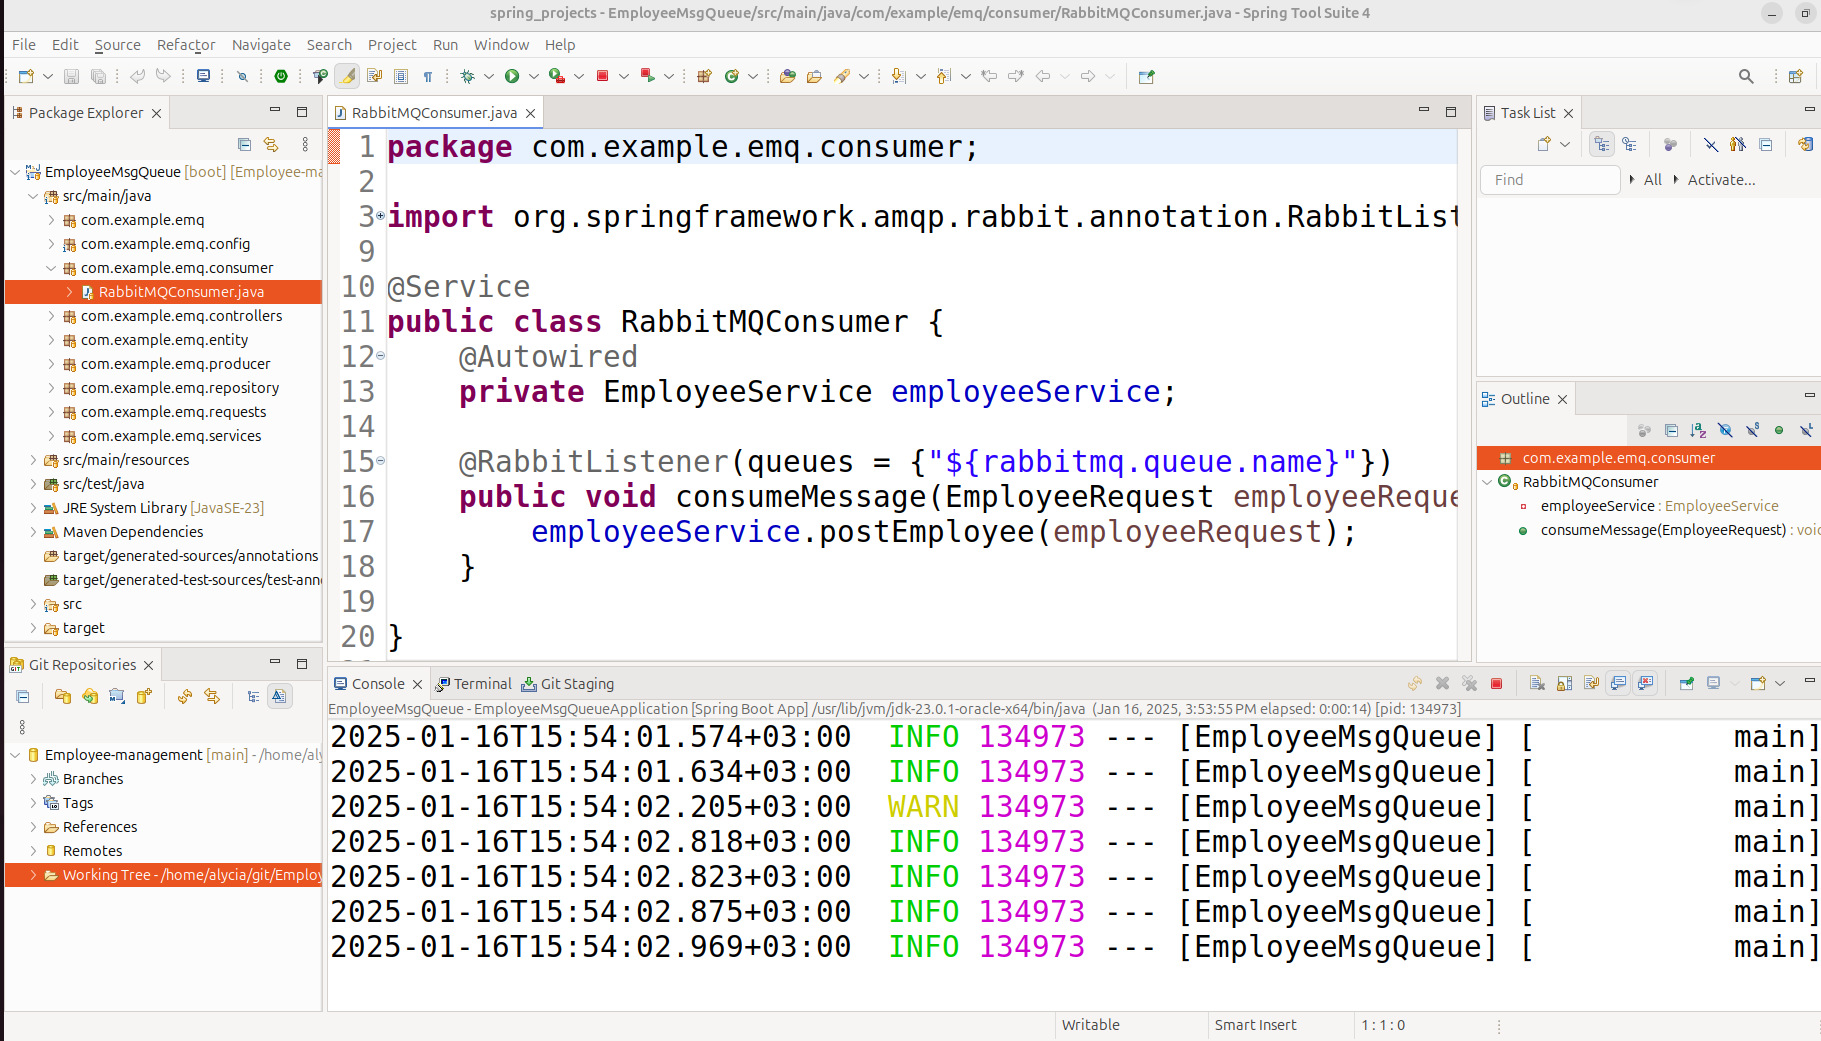 spring_projects - EmployeeMsgQueue/src/main/java/com/example/emq/consumer/RabbitMQConsumer.java - Spring Tool Suite 4
File Edit Source Refactor Navigate Search Project Run Window Help
Package Explorer
EmployeeMsgQueue [boot] [Employee-ma
src/main/java
com.example.emq
com.example.emq.config
com.example.emq.consumer
RabbitMQConsumer.java
com.example.emq.controllers
com.example.emq.entity
com.example.emq.producer
com.example.emq.repository
com.example.emq.requests
com.example.emq.services
src/main/resources
src/test/java
JRE System Library [JavaSE-23]
Maven Dependencies
target/generated-sources/annotations
target/generated-test-sources/test-ann
src
target
Git Repositories
Employee-management [main] - /home/aly
Branches
Tags
References
Remotes
Working Tree - /home/alycia/git/Employ
RabbitMQConsumer.java
1 package com.example.emq.consumer;
2
3 import org.springframework.amqp.rabbit.annotation.RabbitList
9
10 @Service
11 public class RabbitMQConsumer {
12 @Autowired
13 private EmployeeService employeeService;
14
15 @RabbitListener(queues = {"${rabbitmq.queue.name}"})
16 public void consumeMessage(EmployeeRequest employeeReque
17 employeeService.postEmployee(employeeRequest);
18 }
19
20 }
Task List
Find All Activate...
Outline
com.example.emq.consumer
RabbitMQConsumer
employeeService : EmployeeService
consumeMessage(EmployeeRequest) : void
Console Terminal Git Staging
EmployeeMsgQueue - EmployeeMsgQueueApplication [Spring Boot App] /usr/lib/jvm/jdk-23.0.1-oracle-x64/bin/java (Jan 16, 2025, 3:53:55 PM elapsed: 0:00:14) [pid: 134973]
2025-01-16T15:54:01.574+03:00 INFO 134973 --- [EmployeeMsgQueue] [ main]
2025-01-16T15:54:01.634+03:00 INFO 134973 --- [EmployeeMsgQueue] [ main]
2025-01-16T15:54:02.205+03:00 WARN 134973 --- [EmployeeMsgQueue] [ main]
2025-01-16T15:54:02.818+03:00 INFO 134973 --- [EmployeeMsgQueue] [ main]
2025-01-16T15:54:02.823+03:00 INFO 134973 --- [EmployeeMsgQueue] [ main]
2025-01-16T15:54:02.875+03:00 INFO 134973 --- [EmployeeMsgQueue] [ main]
2025-01-16T15:54:02.969+03:00 INFO 134973 --- [EmployeeMsgQueue] [ main]
Writable Smart Insert 1 : 1 : 0